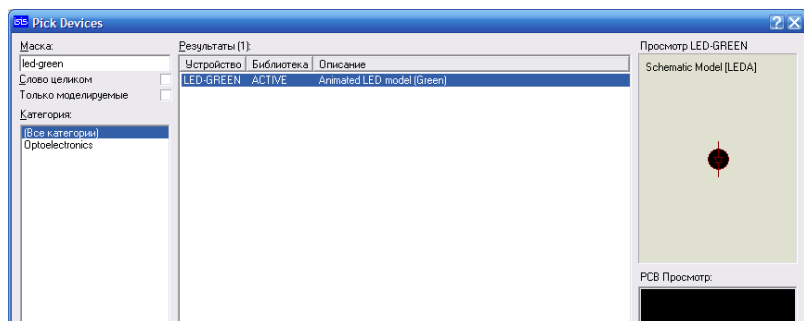 ISIS Pick Devices
Маска:
led-green
Слово целиком
Только моделируемые
Категория:
(Все категории)
Optoelectronics
Результаты (1):
Устройство Библиотека Описание
LED-GREEN ACTIVE Animated LED model (Green)
Просмотр LED-GREEN
Schematic Model [LEDA]
PCB Просмотр: